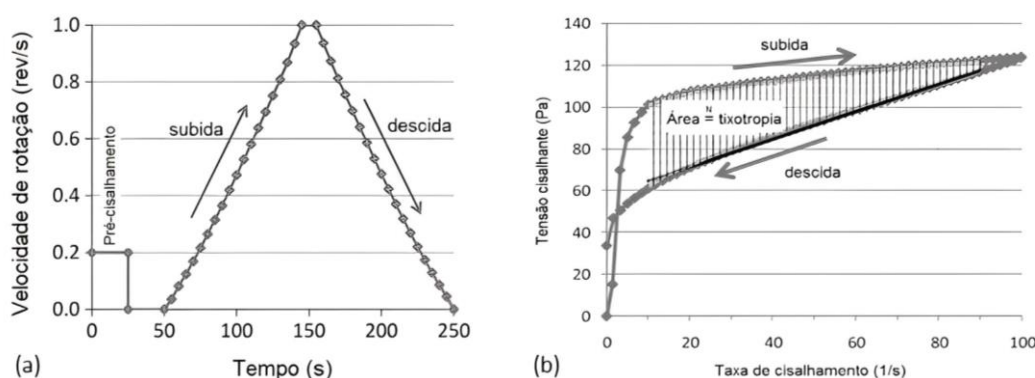 Velocidade de rotação (rev/s)
1.0
0.8
0.6
0.4
0.2
0.0
Pré-cisalhamento
subida
descida
0 50 100 150 200 250
Tempo (s)
(a)
Tensão cisalhante (Pa)
140
120
100
80
60
40
20
0
subida
N
Área = tixotropia
descida
0 20 40 60 80 100
Taxa de cisalhamento (1/s)
(b)